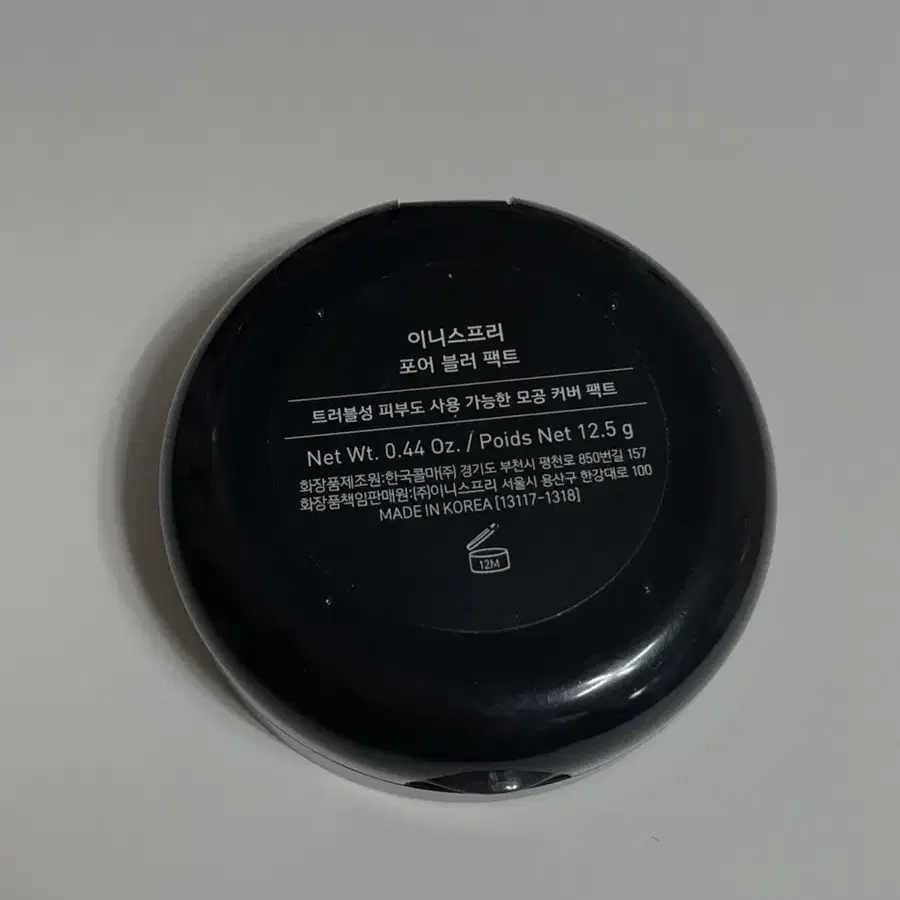 이니스프리
포어 블러 팩트
트러블성 피부도 사용 가능한 모공 커버 팩트
Net Wt. 0.44 Oz. / Poids Net 12.5 g
화장품제조원:한국콜마(주) 경기도 부천시 평천로 850번길 157
화장품책임판매원:(주)이니스프리 서울시 용산구 한강대로 100
MADE IN KOREA [13117-1318]
12M